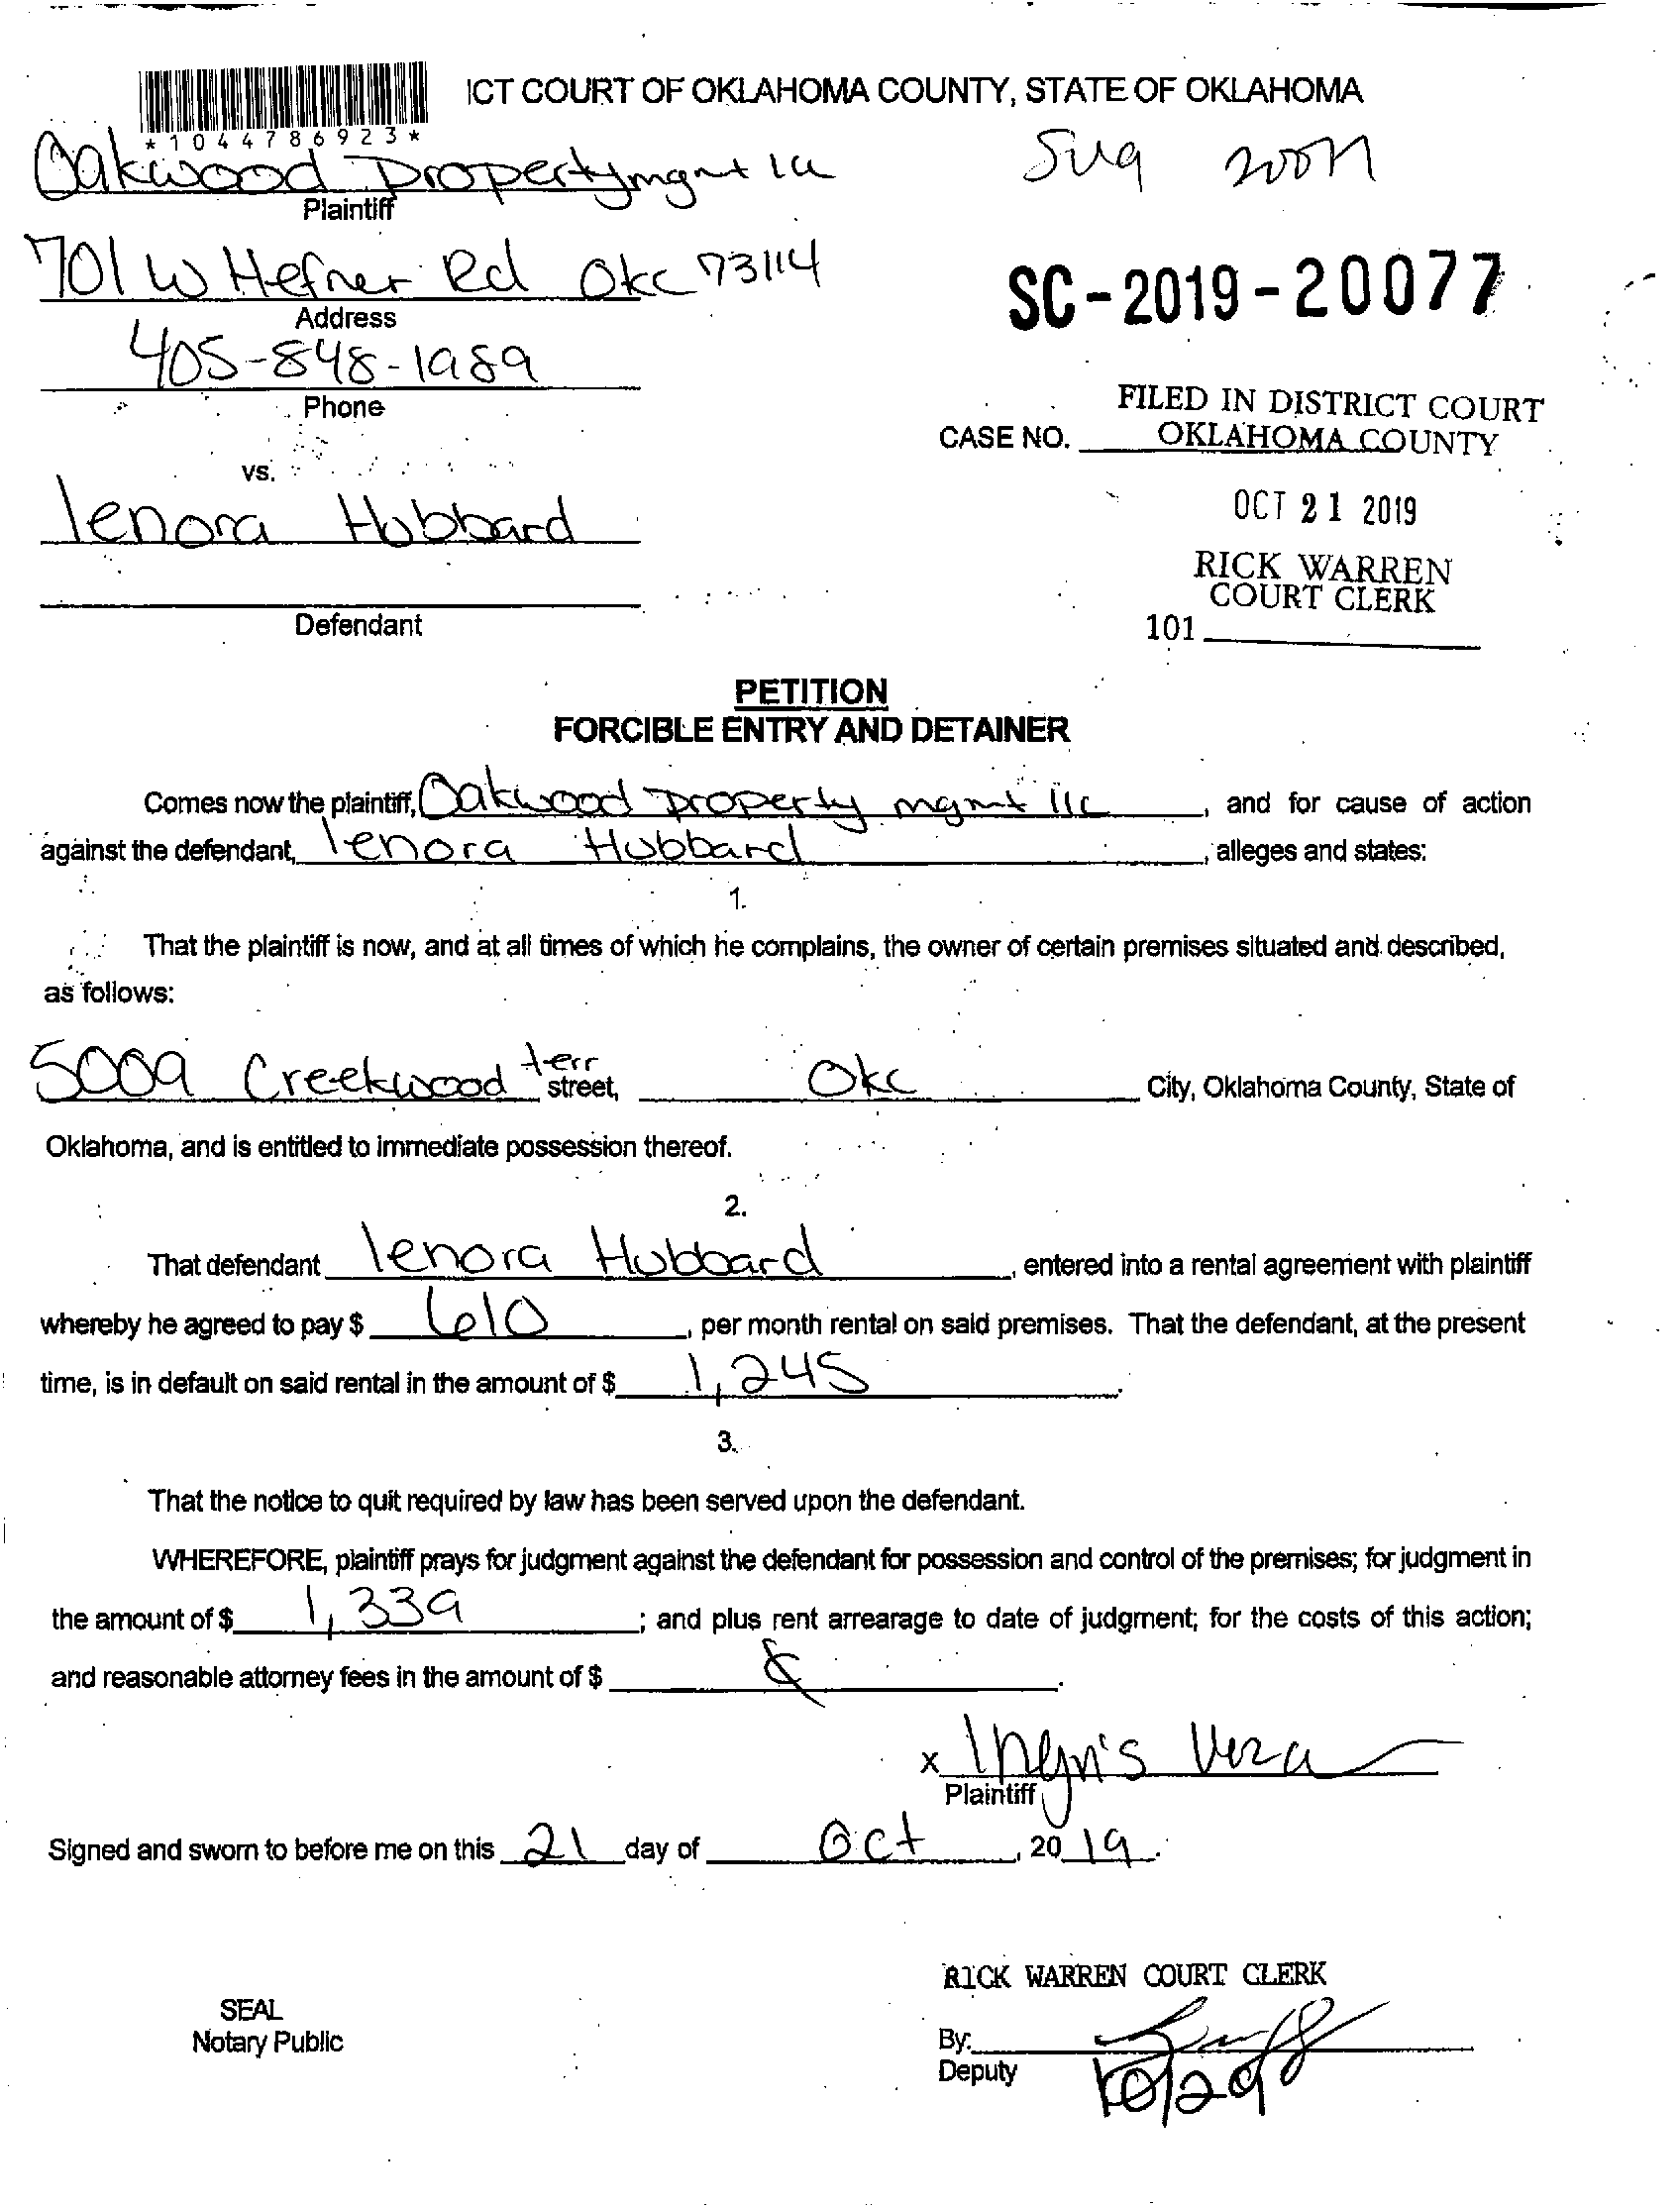 ICT COURT OF OKLAHOMA COUNTY, STATE OF OKLAHOMA
*1044786923*
Oakwood Property mgmt llc
Plaintiff
701 W Hefner Rd Okc 73114
Address
405-848-1989
Phone
SC-2019-20077
FILED IN DISTRICT COURT
CASE NO. OKLAHOMA COUNTY
vs.
lenora Hubbard
OCT 21 2019
RICK WARREN
COURT CLERK
Defendant
101
PETITION
FORCIBLE ENTRY AND DETAINER
Comes now the plaintiff, Oakwood property mgmt llc, and for cause of action
against the defendant, lenora Hubbard, alleges and states:
1.
That the plaintiff is now, and at all times of which he complains, the owner of certain premises situated and described,
as follows:
5009 Creekwood terr street, Okc City, Oklahoma County, State of
Oklahoma, and is entitled to immediate possession thereof.
2.
That defendant lenora Hubbard, entered into a rental agreement with plaintiff
whereby he agreed to pay $ 610, per month rental on said premises. That the defendant, at the present
time, is in default on said rental in the amount of $ 1,245.
3.
That the notice to quit required by law has been served upon the defendant.
WHEREFORE, plaintiff prays for judgment against the defendant for possession and control of the premises; for judgment in
the amount of $ 1,339; and plus rent arrearage to date of judgment; for the costs of this action;
and reasonable attorney fees in the amount of $
x
Plaintiff
Signed and sworn to before me on this 21 day of Oct, 2019.
RICK WARREN COURT CLERK
SEAL
Notary Public
By:
Deputy